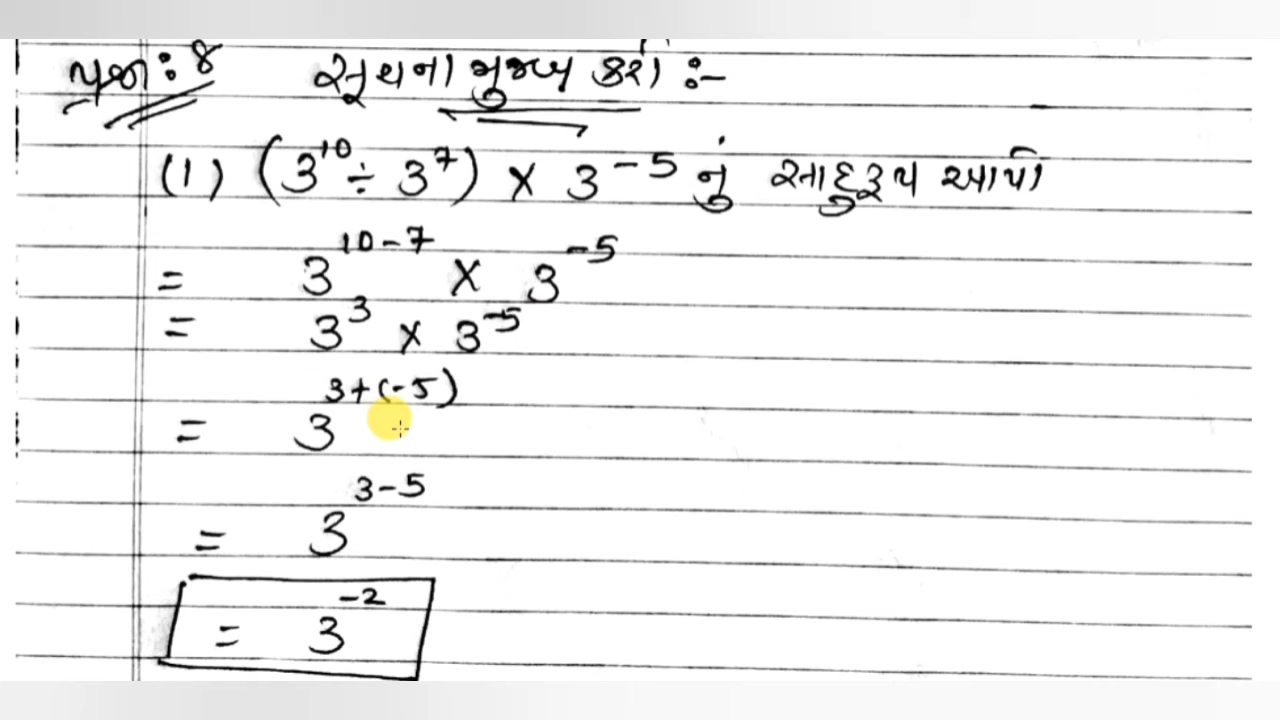 પ્રશ્ન: ૪ સુચના મુજબ કરો :-
(1) (3¹⁰ ÷ 3⁷) × 3⁻⁵ નું સાદુરૂપ આપો
= 3¹⁰⁻⁷ × 3⁻⁵
= 3³ × 3⁻⁵
= 3³⁺⁽⁻⁵⁾
= 3³⁻⁵
= 3⁻²